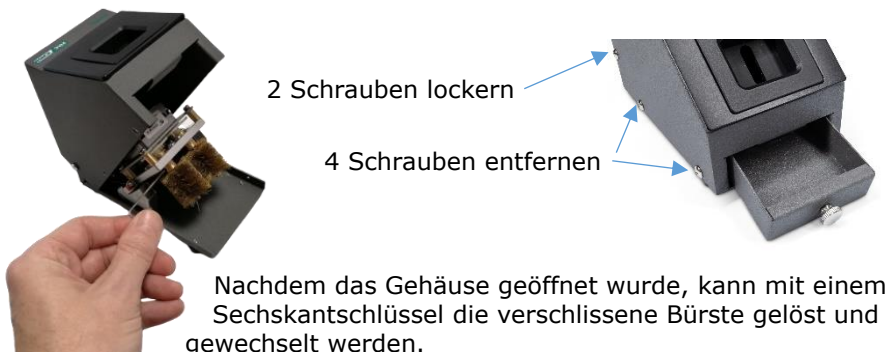 2 Schrauben lockern
4 Schrauben entfernen
Nachdem das Gehäuse geöffnet wurde, kann mit einem
Sechskantschlüssel die verschlissene Bürste gelöst und
gewechselt werden.